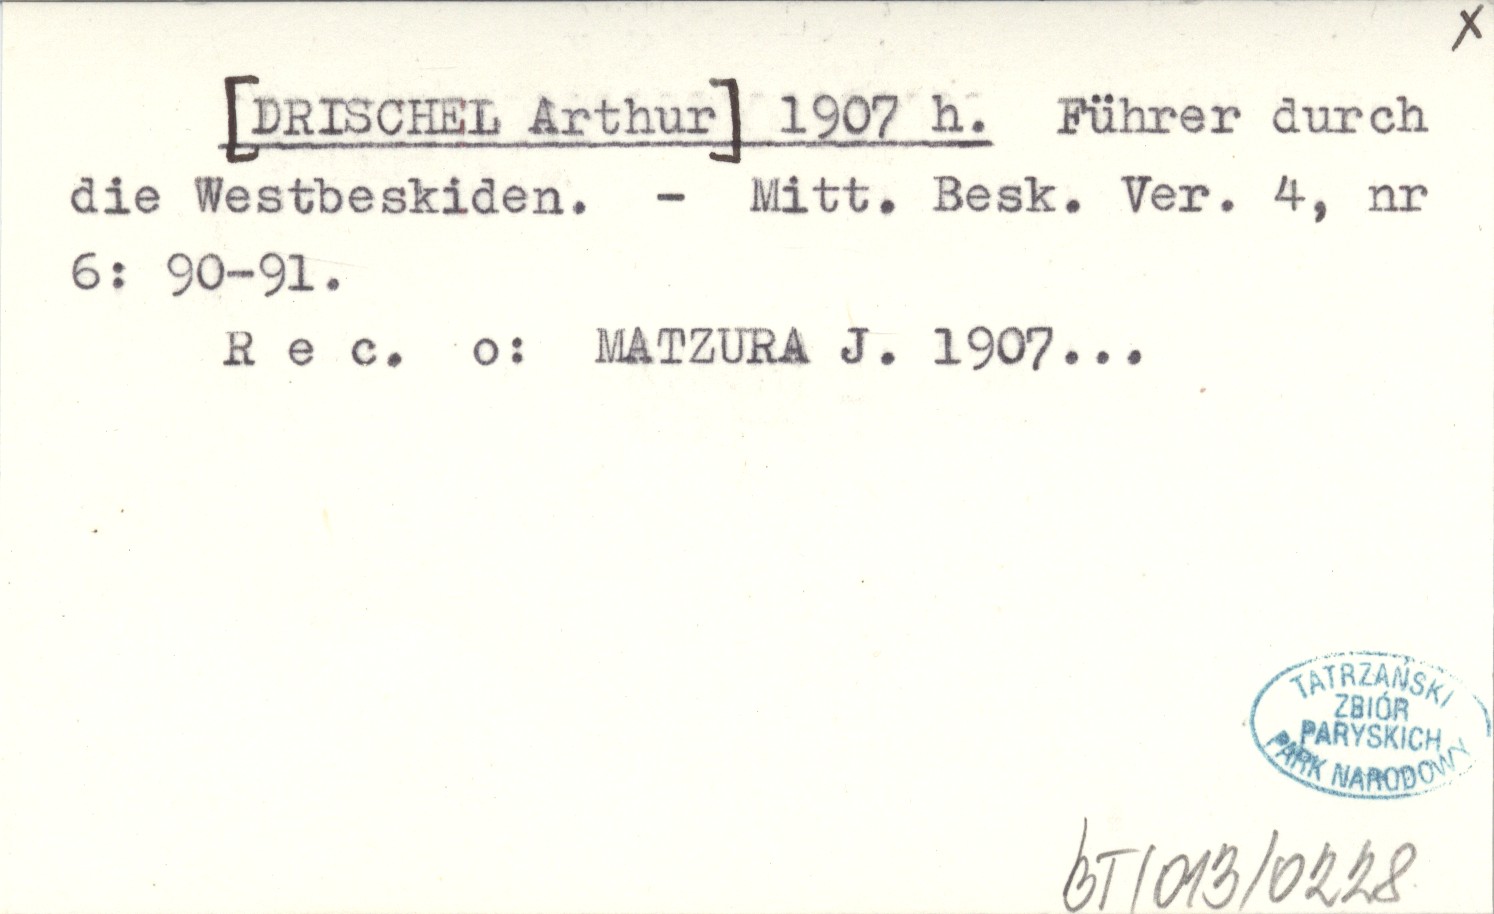 X
[DRISCHEL Arthur] 1907 h. Führer durch
die Westbeskiden. - Mitt. Besk. Ver. 4, nr
6: 90-91.
R e c. o: MATZURA J. 1907...
TATRZAŃSKI
ZBIÓR
PARYSKICH
PARK NARODOWY
BT/013/0228